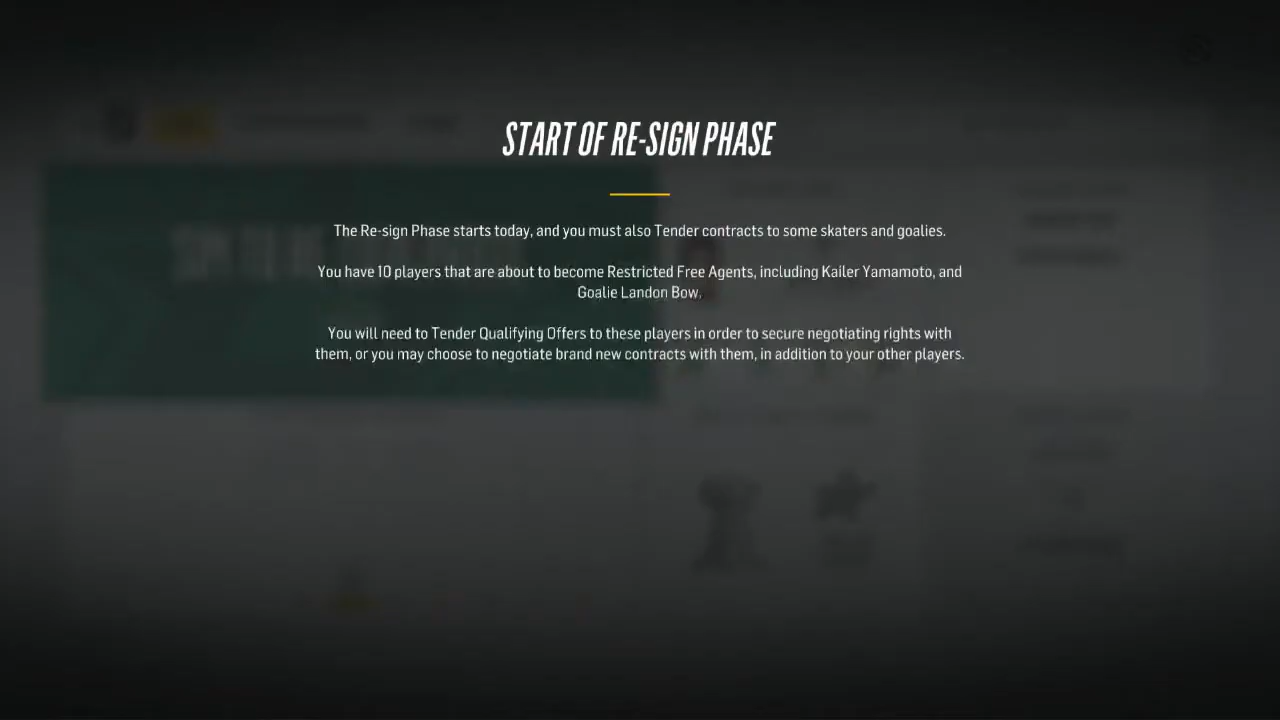 START OF RE-SIGN PHASE
The Re-sign Phase starts today, and you must also Tender contracts to some skaters and goalies.
You have 10 players that are about to become Restricted Free Agents, including Kailer Yamamoto, and
Goalie Landon Bow.
You will need to Tender Qualifying Offers to these players in order to secure negotiating rights with
them, or you may choose to negotiate brand new contracts with them, in addition to your other players.